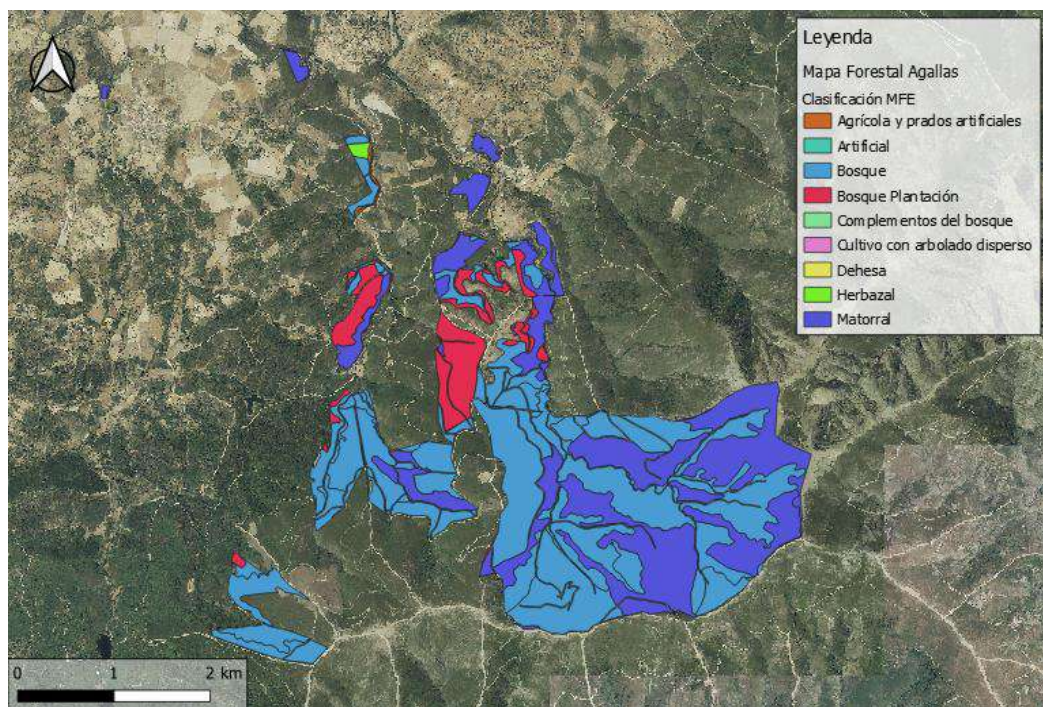 Leyenda
Mapa Forestal Agallas
Clasificación MFE
Agrícola y prados artificiales
Artificial
Bosque
Bosque Plantación
Complementos del bosque
Cultivo con arbolado disperso
Dehesa
Herbazal
Matorral
0 1 2 km